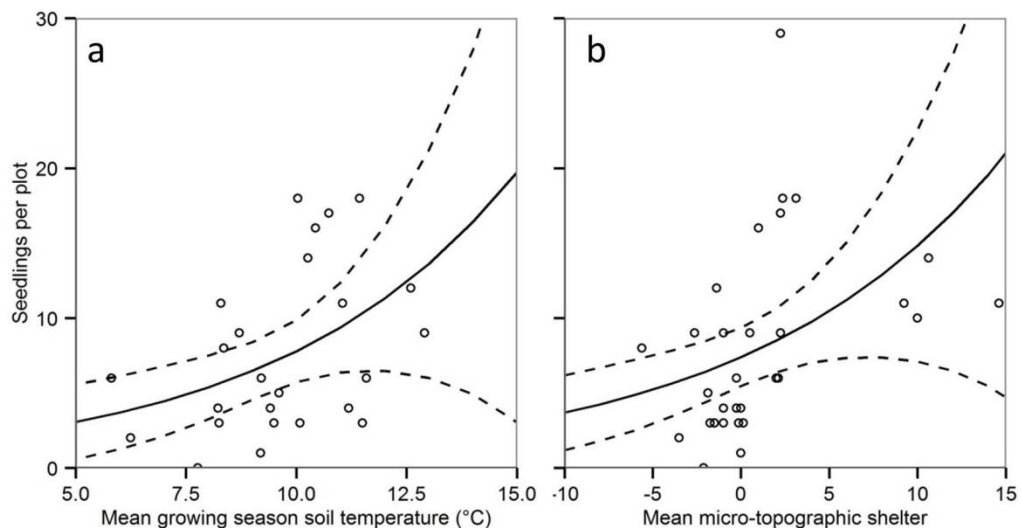 a
b
Seedlings per plot
30
20
10
0
5.0 7.5 10.0 12.5 15.0
-10 -5 0 5 10 15
Mean growing season soil temperature (°C)
Mean micro-topographic shelter